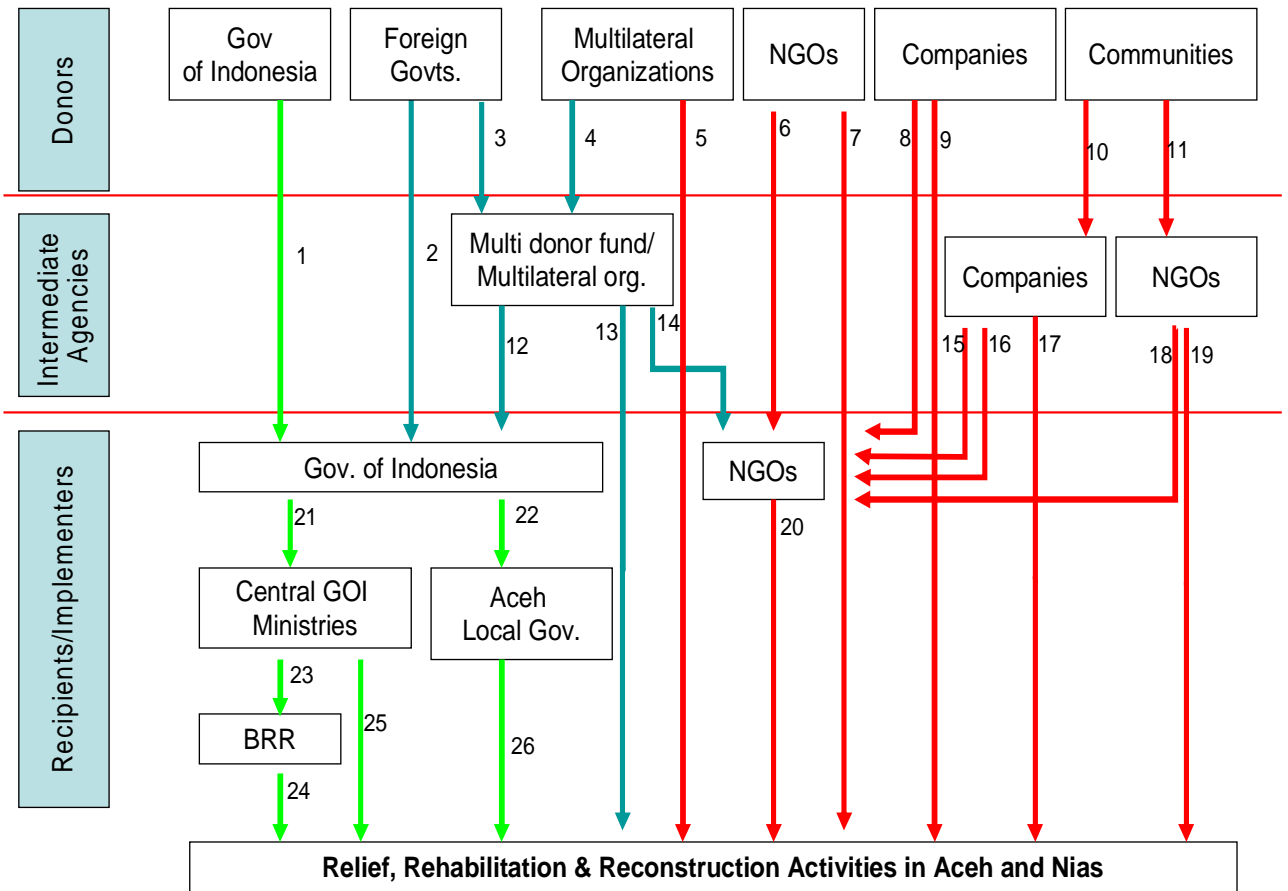 Donors
Gov
of Indonesia
Foreign
Govts.
Multilateral
Organizations
NGOs
Companies
Communities
3
4
5
6
7
8
9
10
11
Intermediate
Agencies
1
2
Multi donor fund/
Multilateral org.
Companies
NGOs
12
13
14
15
16
17
18
19
Recipients/Implementers
Gov. of Indonesia
NGOs
21
22
20
Central GOI
Ministries
Aceh
Local Gov.
23
25
26
BRR
24
Relief, Rehabilitation & Reconstruction Activities in Aceh and Nias